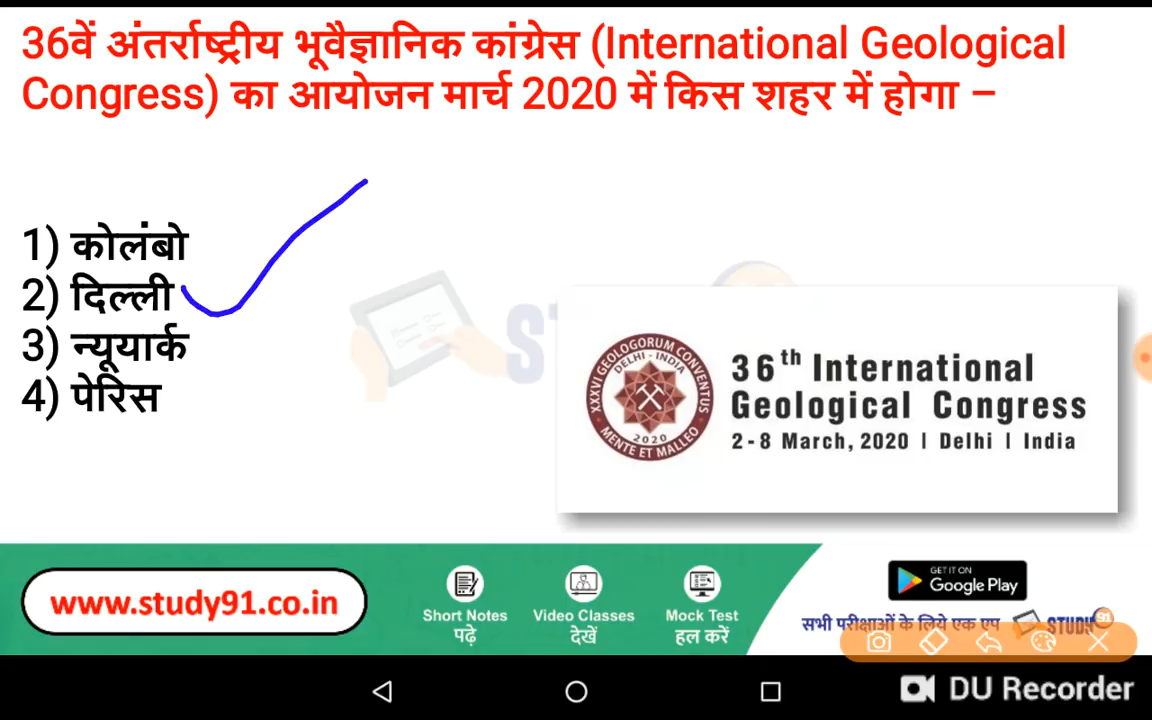 36वें अंतर्राष्ट्रीय भूवैज्ञानिक कांग्रेस (International Geological
Congress) का आयोजन मार्च 2020 में किस शहर में होगा –
1) कोलंबो
2) दिल्ली
3) न्यूयार्क
4) पेरिस
XXXVI GEOLOGORUM CONVENTUS
DELHI - INDIA
2020
MENTE ET MALLEO
36th International
Geological Congress
2 - 8 March, 2020 | Delhi | India
www.study91.co.in
Short Notes
पढ़े
Video Classes
देखें
Mock Test
हल करें
GET IT ON
Google Play
सभी परीक्षाओं के लिये एक एप
STUDY
91
DU Recorder